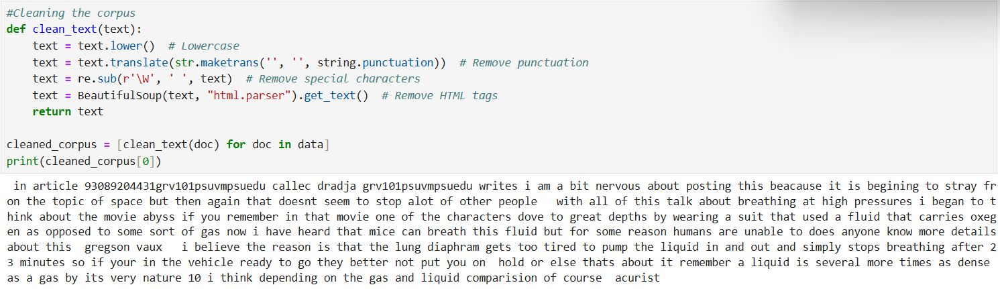 #Cleaning the corpus
def clean_text(text):
    text = text.lower()  # Lowercase
    text = text.translate(str.maketrans('', '', string.punctuation))  # Remove punctuation
    text = re.sub(r'\W', ' ', text)  # Remove special characters
    text = BeautifulSoup(text, "html.parser").get_text()  # Remove HTML tags
    return text

cleaned_corpus = [clean_text(doc) for doc in data]
print(cleaned_corpus[0])
 in article 93089204431grv101psuvmpsuedu callec dradja grv101psuvmpsuedu writes i am a bit nervous about posting this beacause it is begining to stray fr
on the topic of space but then again that doesnt seem to stop alot of other people   with all of this talk about breathing at high pressures i began to t
hink about the movie abyss if you remember in that movie one of the characters dove to great depths by wearing a suit that used a fluid that carries oxeg
en as opposed to some sort of gas now i have heard that mice can breath this fluid but for some reason humans are unable to does anyone know more details
about this  gregson vaux   i believe the reason is that the lung diaphram gets too tired to pump the liquid in and out and simply stops breathing after 2
3 minutes so if your in the vehicle ready to go they better not put you on  hold or else thats about it remember a liquid is several more times as dense
as a gas by its very nature 10 i think depending on the gas and liquid comparision of course  acurist